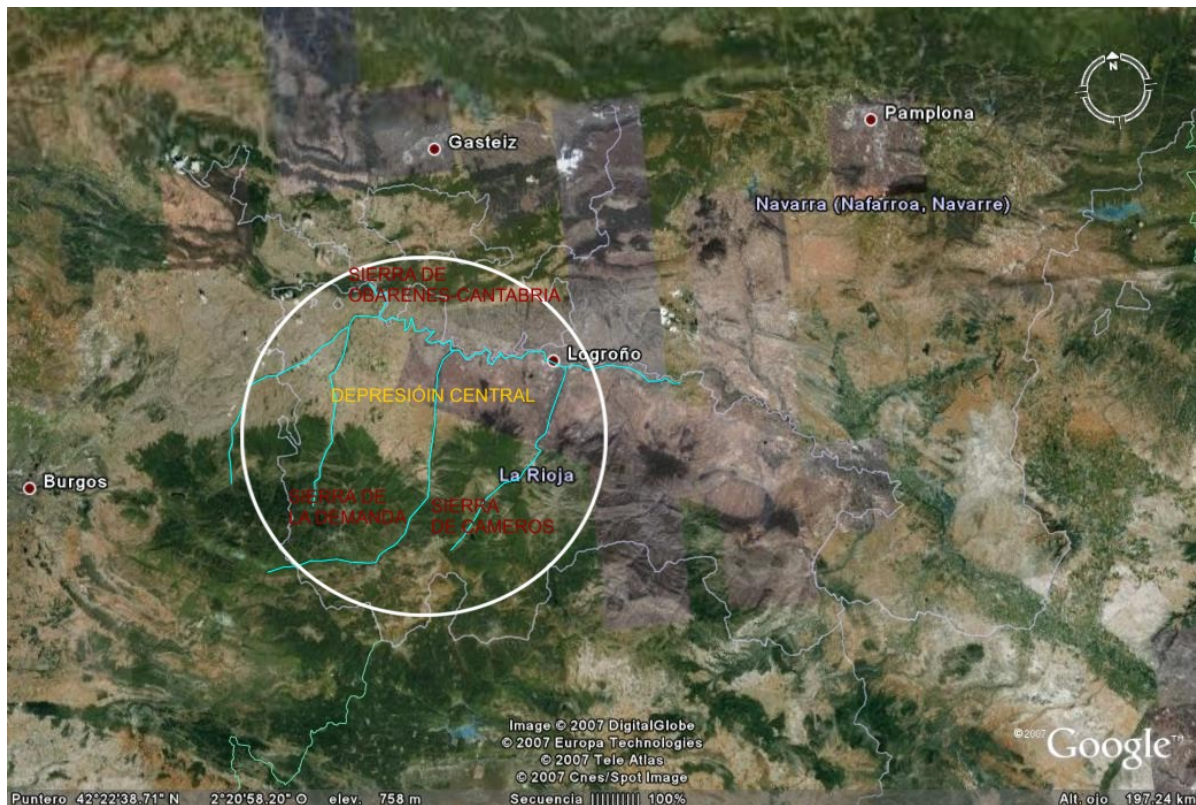 N
Pamplona
Gasteiz
Navarra (Nafarroa, Navarre)
SIERRA DE
OBARENES-CANTABRIA
Logroño
DEPRESIÓIN CENTRAL
La Rioja
Burgos
SIERRA DE
LA DEMANDA
SIERRA
DE CAMEROS
Image © 2007 DigitalGlobe
© 2007 Europa Technologies
© 2007 Tele Atlas
© 2007 Cnes/Spot Image
©2007 Google™
Puntero 42°22'38.71" N 2°20'58.20" O elev. 758 m Secuencia |||||||||| 100% Alt. ojo 197.24 km